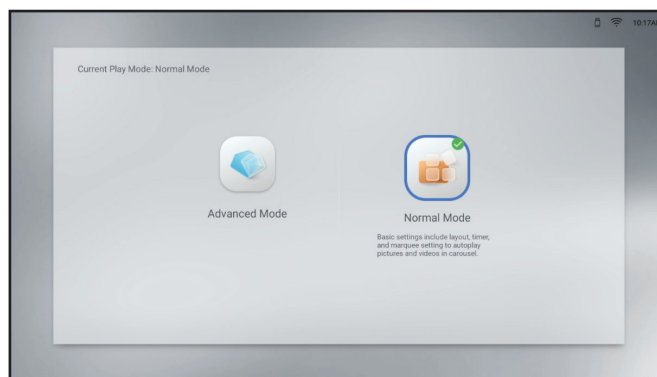 10:17A
Current Play Mode: Normal Mode
Advanced Mode
Normal Mode
Basic settings include layout, timer,
and marquee setting to autoplay
pictures and videos in carousel.